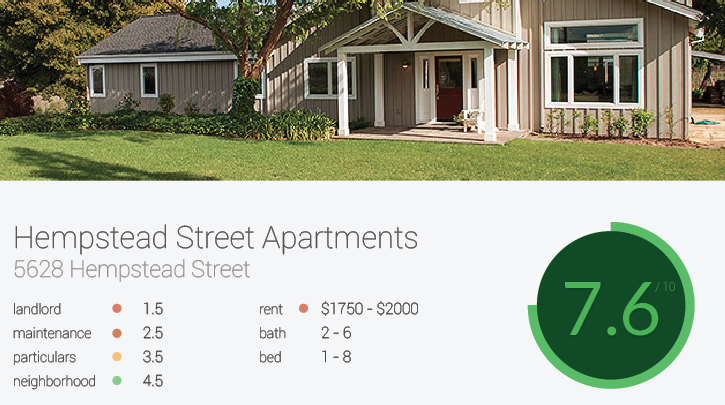 Hempstead Street Apartments
5628 Hempstead Street
landlord 1.5
maintenance 2.5
particulars 3.5
neighborhood 4.5
rent $1750 - $2000
bath 2 - 6
bed 1 - 8
7.6 / 10